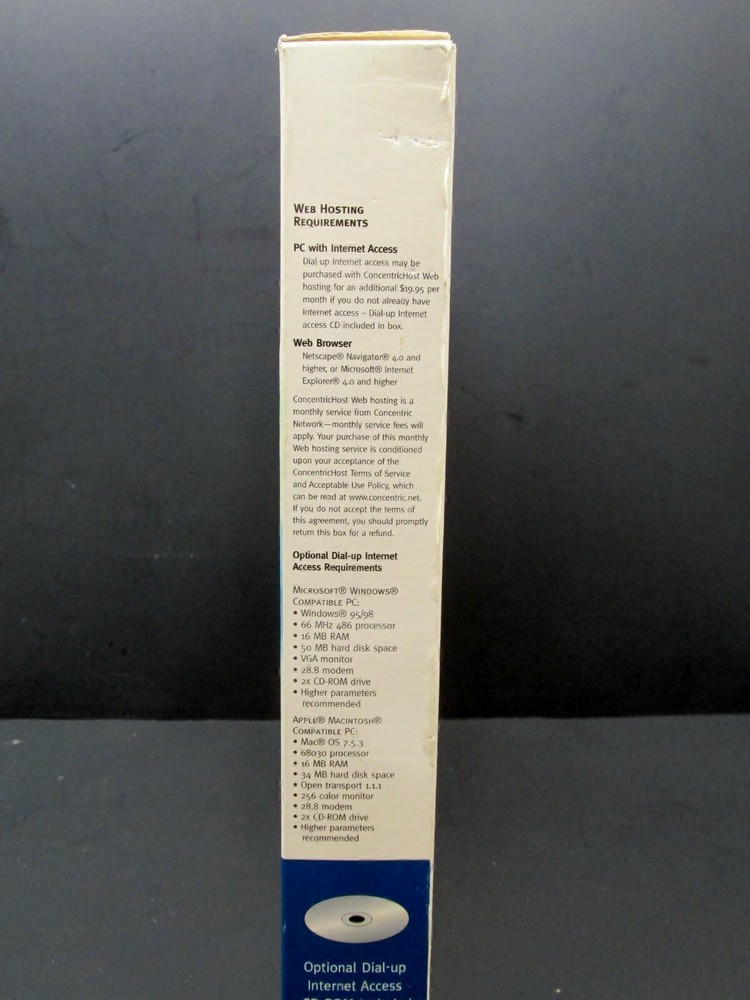 WEB HOSTING
REQUIREMENTS
PC with Internet Access
Dial up Internet access may be
purchased with ConcentricHost Web
hosting for an additional $19.95 per
month if you do not already have
Internet access – Dial-up Internet
access CD included in box.
Web Browser
Netscape® Navigator® 4.0 and
higher, or Microsoft® Internet
Explorer® 4.0 and higher
ConcentricHost Web hosting is a
monthly service from Concentric
Network—monthly service fees will
apply. Your purchase of this monthly
Web hosting service is conditioned
upon your acceptance of the
ConcentricHost Terms of Service
and Acceptable Use Policy, which
can be read at www.concentric.net.
If you do not accept the terms of
this agreement, you should promptly
return this box for a refund.
Optional Dial-up Internet
Access Requirements
MICROSOFT® WINDOWS®
COMPATIBLE PC:
• Windows® 95/98
• 66 MHz 486 processor
• 16 MB RAM
• 50 MB hard disk space
• VGA monitor
• 28.8 modem
• 2x CD-ROM drive
• Higher parameters
recommended
APPLE® MACINTOSH®
COMPATIBLE PC:
• Mac® OS 7.5.3
• 68030 processor
• 16 MB RAM
• 34 MB hard disk space
• Open transport 1.1.1
• 256 color monitor
• 28.8 modem
• 2x CD-ROM drive
• Higher parameters
recommended
Optional Dial-up
Internet Access
CD-ROM included